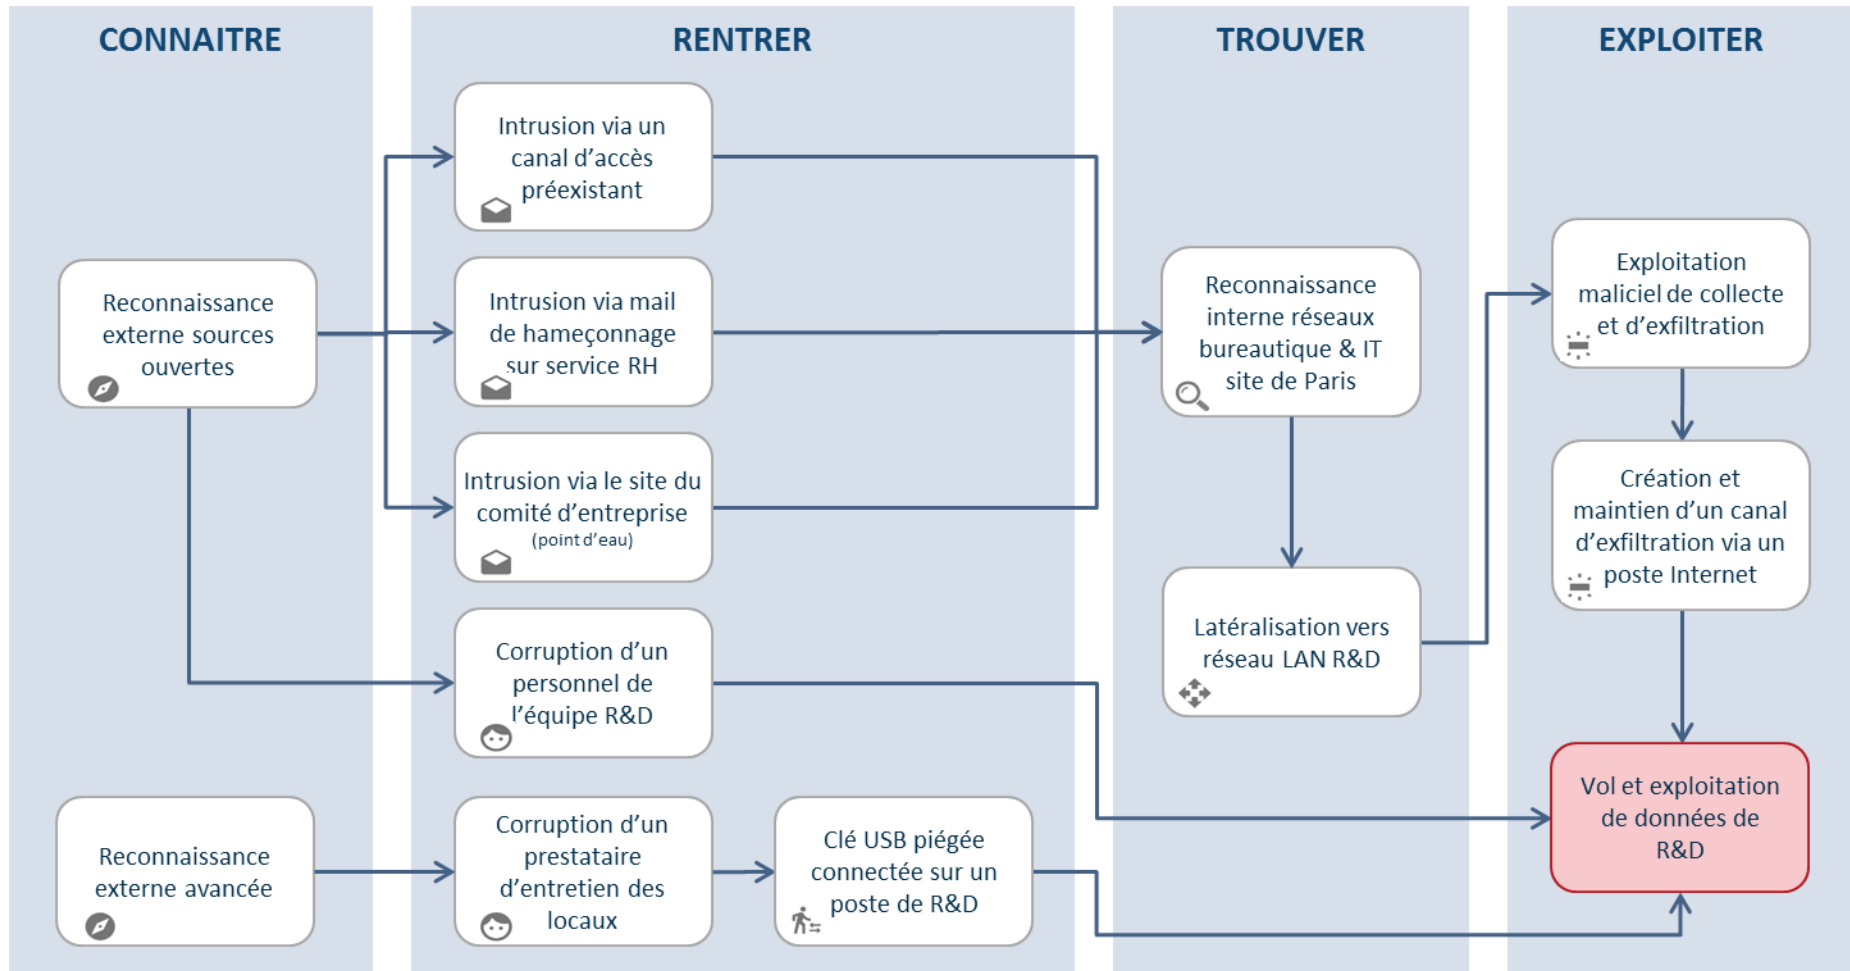 CONNAITRE
RENTRER
TROUVER
EXPLOITER
Reconnaissance
externe sources
ouvertes
Reconnaissance
externe avancée
Intrusion via un
canal d'accès
préexistant
Intrusion via mail
de hameçonnage
sur service RH
Intrusion via le site du
comité d'entreprise
(point d'eau)
Corruption d'un
personnel de
l'équipe R&D
Corruption d'un
prestataire
d'entretien des
locaux
Clé USB piégée
connectée sur un
poste de R&D
Reconnaissance
interne réseaux
bureautique & IT
site de Paris
Latéralisation vers
réseau LAN R&D
Exploitation
maliciel de collecte
et d'exfiltration
Création et
maintien d'un canal
d'exfiltration via un
poste Internet
Vol et exploitation
de données de
R&D